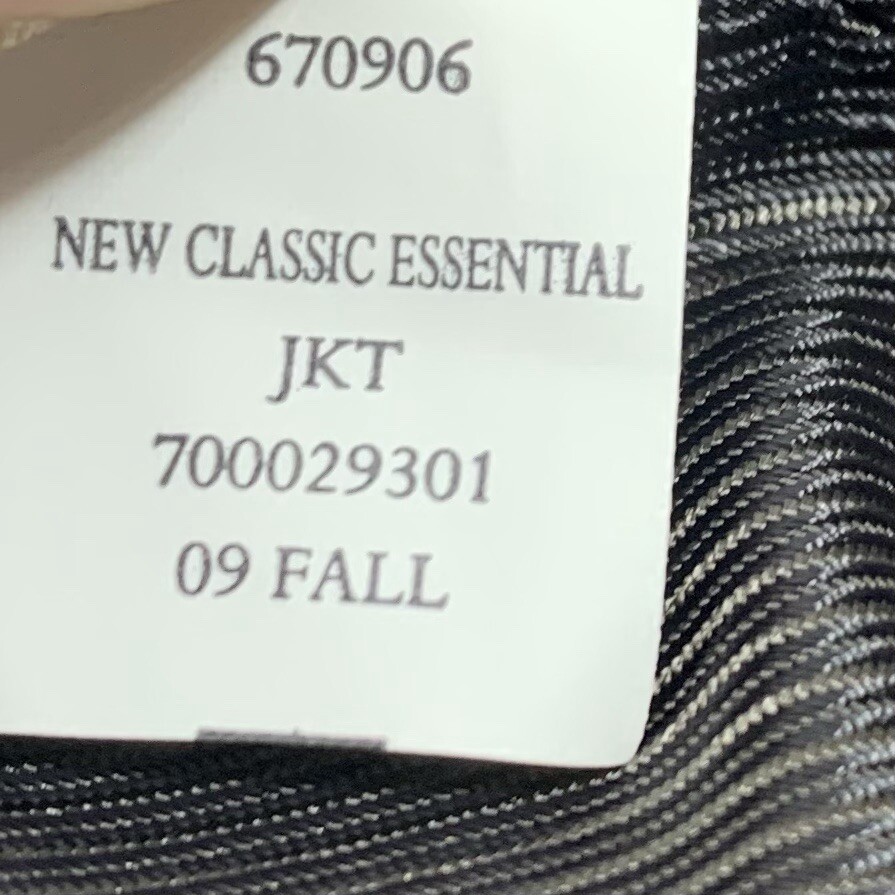 670906
NEW CLASSIC ESSENTIAL
JKT
700029301
09 FALL